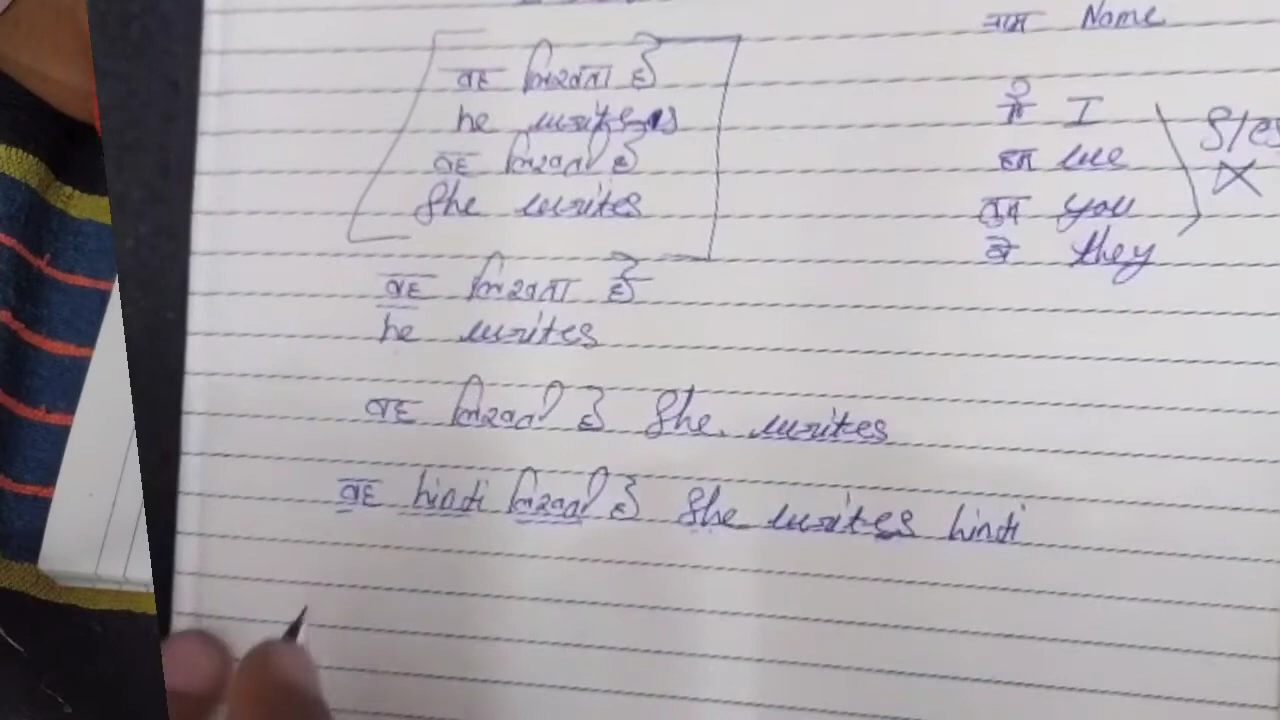 वह लिखता है
he writes
वह लिखती है
She writes
वह लिखता है
he writes
वह लिखती है She writes
वह hindi लिखती है She writes hindi
नाम Name
मैं I
हम we
तुम you
वे they
S/es
×